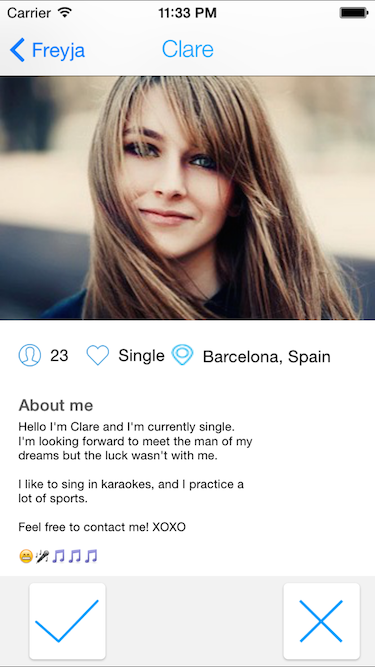 Carrier 11:33 PM
Freyja Clare
23 Single Barcelona, Spain
About me
Hello I'm Clare and I'm currently single.
I'm looking forward to meet the man of my
dreams but the luck wasn't with me.
I like to sing in karaokes, and I practice a
lot of sports.
Feel free to contact me! XOXO
😁🎤🎵🎵🎵